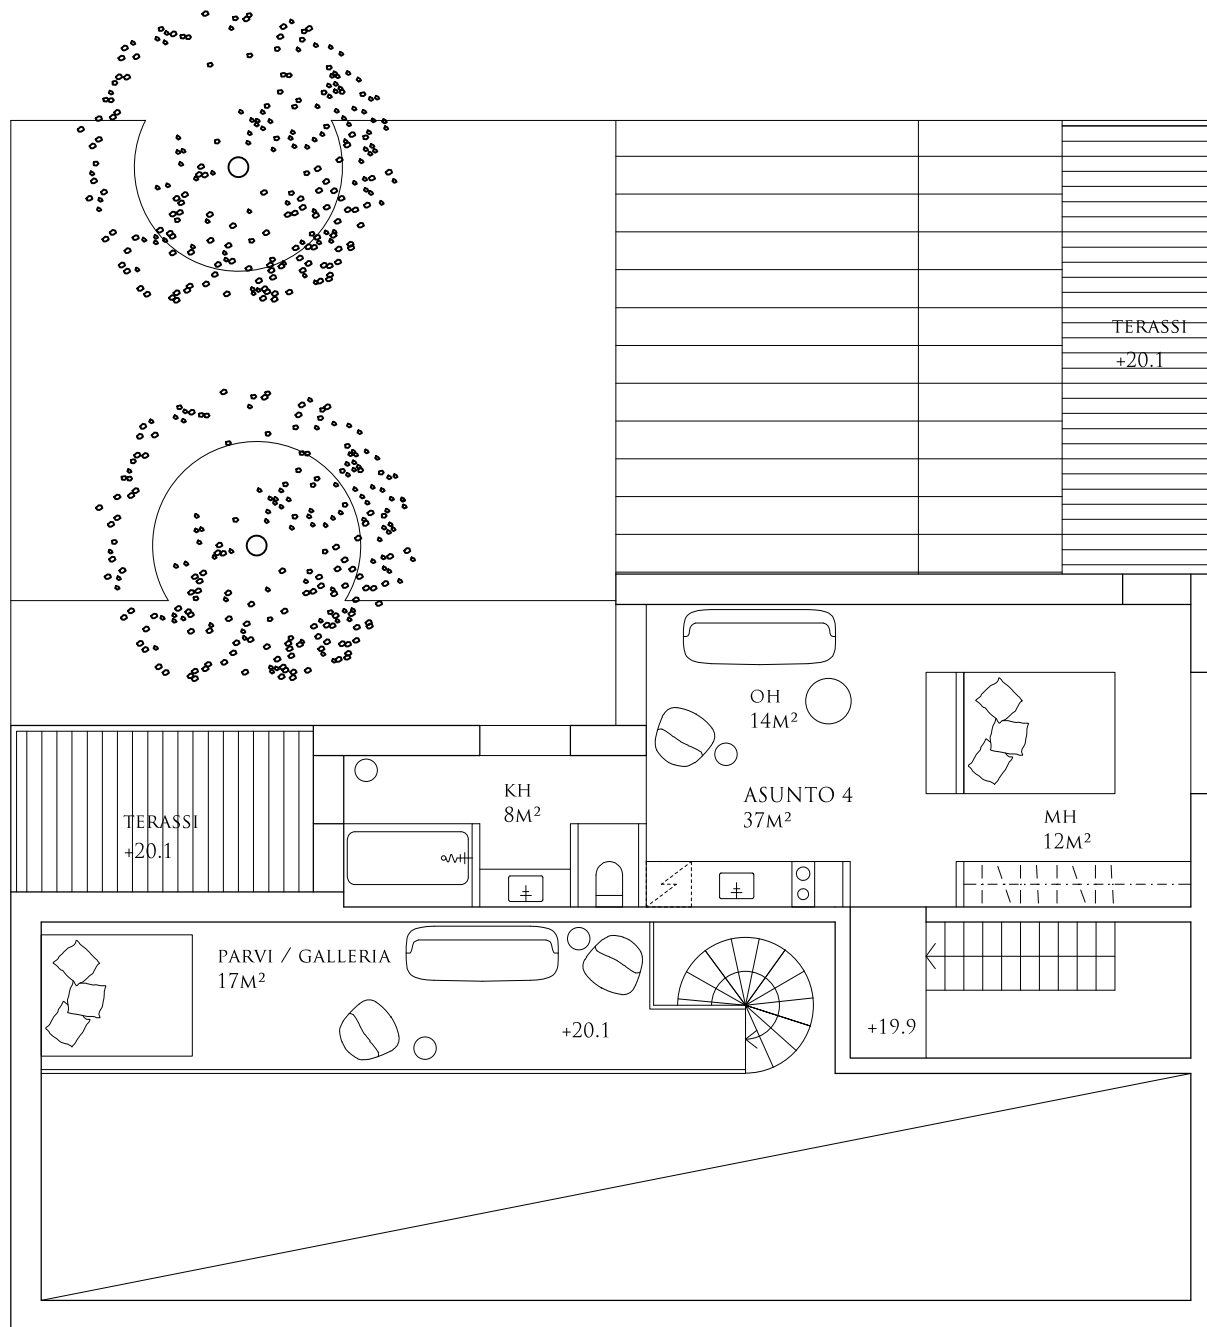 TERASSI
+20.1
OH
14M²
ASUNTO 4
37M²
KH
8M²
MH
12M²
TERASSI
+20.1
PARVI / GALLERIA
17M²
+20.1
+19.9